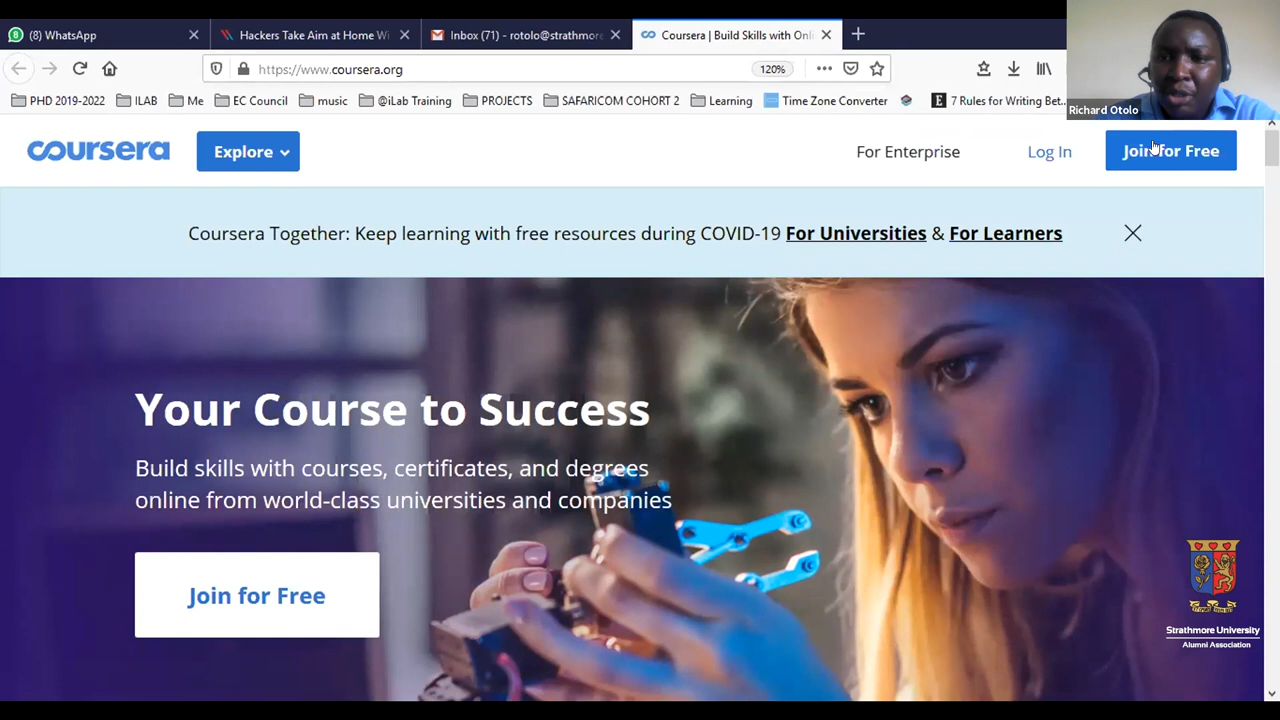 (8) WhatsApp
Hackers Take Aim at Home Wi
Inbox (71) - rotolo@strathmore
Coursera | Build Skills with Onl
https://www.coursera.org
120%
PHD 2019-2022
ILAB
Me
EC Council
music
@iLab Training
PROJECTS
SAFARICOM COHORT 2
Learning
Time Zone Converter
7 Rules for Writing Bet...
Richard Otolo
coursera
Explore
For Enterprise
Log In
Join for Free
Coursera Together: Keep learning with free resources during COVID-19 For Universities & For Learners
Your Course to Success
Build skills with courses, certificates, and degrees
online from world-class universities and companies
Join for Free
Strathmore University
Alumni Association